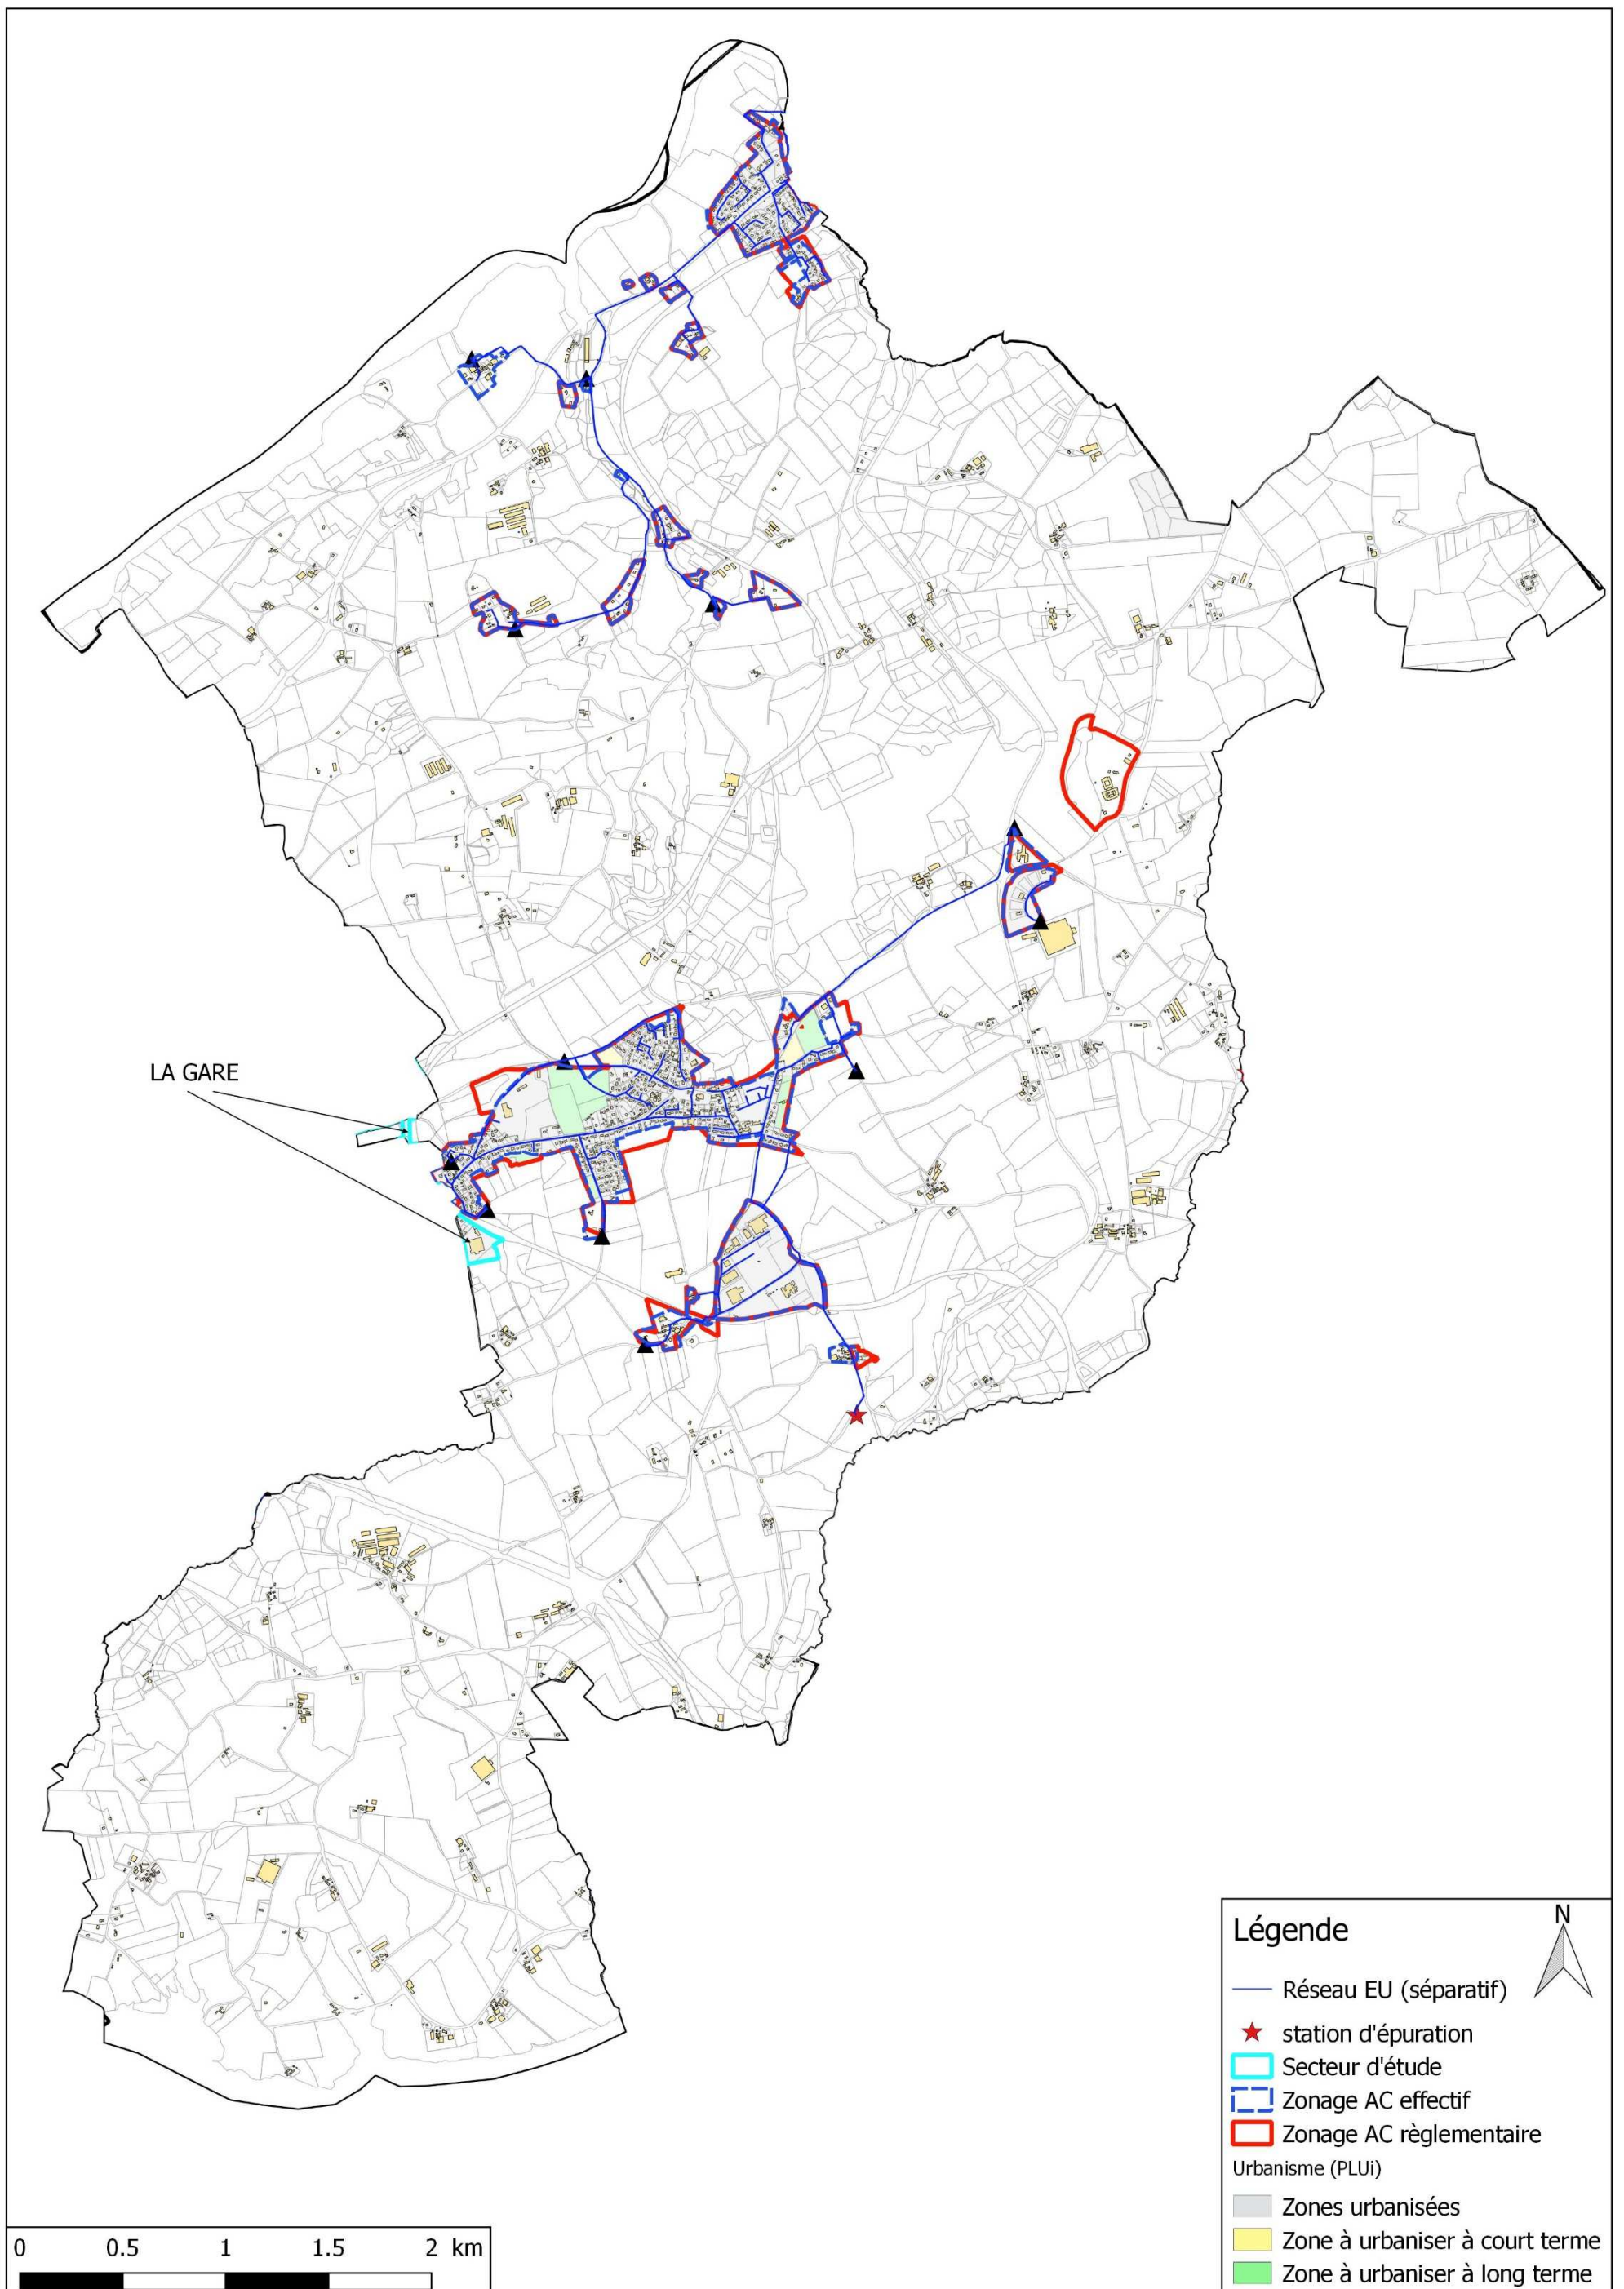 LA GARE
Légende
N
Réseau EU (séparatif)
station d'épuration
Secteur d'étude
Zonage AC effectif
Zonage AC règlementaire
Urbanisme (PLUi)
Zones urbanisées
Zone à urbaniser à court terme
Zone à urbaniser à long terme
0 0.5 1 1.5 2 km